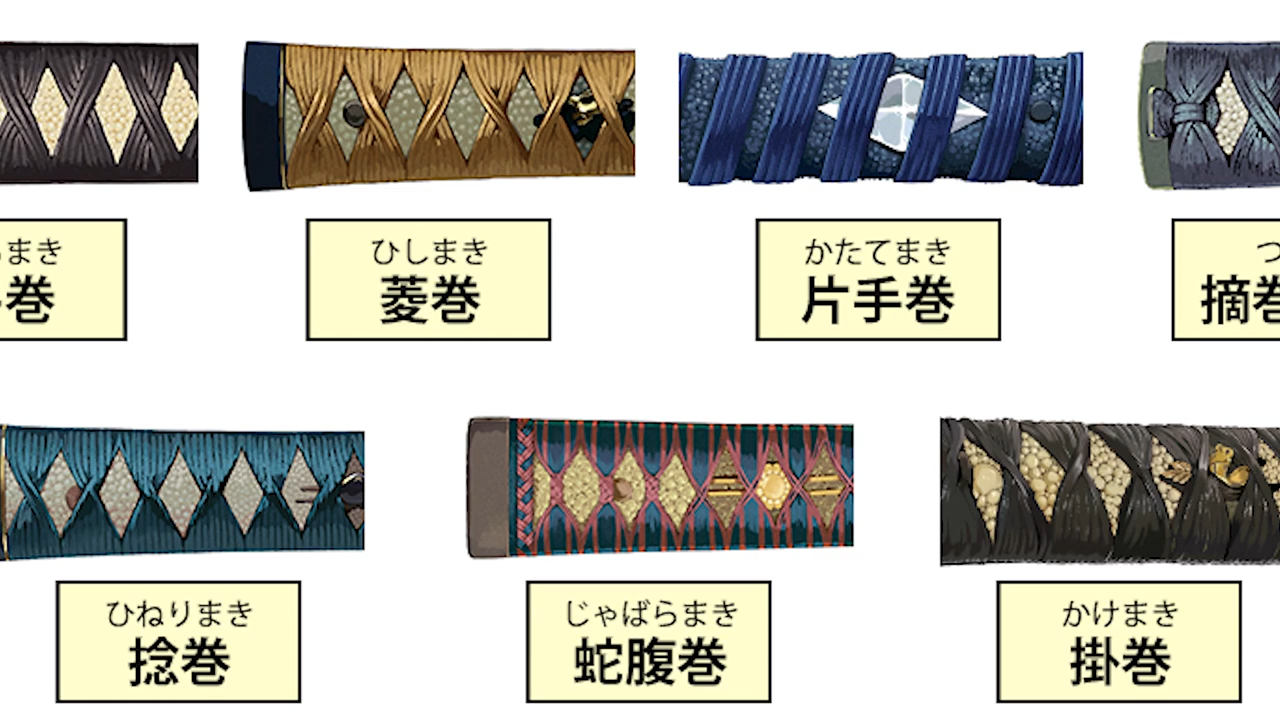 まき
巻
ひしまき
菱巻
かたてまき
片手巻
つ
摘巻
ひねりまき
捻巻
じゃばらまき
蛇腹巻
かけまき
掛巻